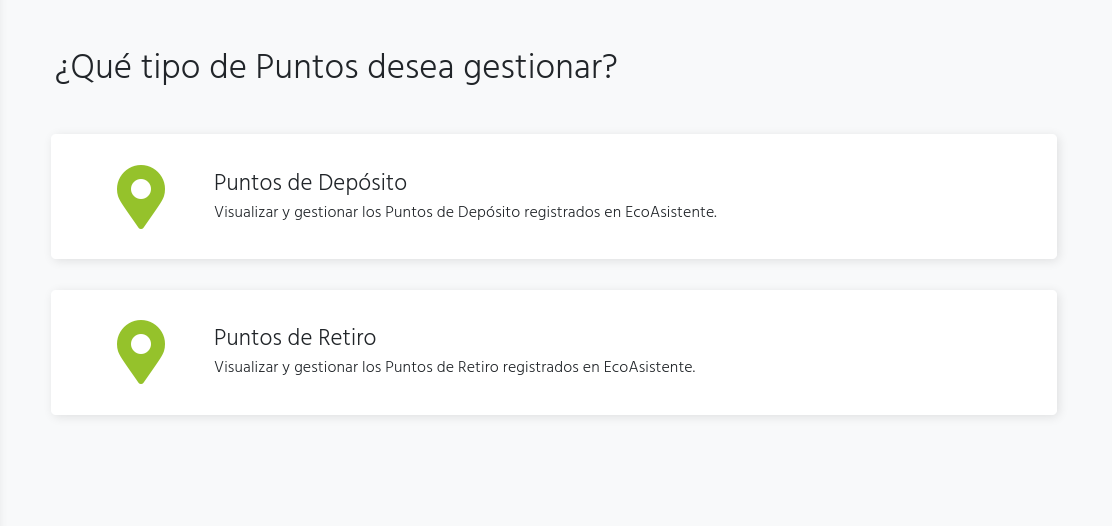 ¿Qué tipo de Puntos desea gestionar?
Puntos de Depósito
Visualizar y gestionar los Puntos de Depósito registrados en EcoAsistente.
Puntos de Retiro
Visualizar y gestionar los Puntos de Retiro registrados en EcoAsistente.